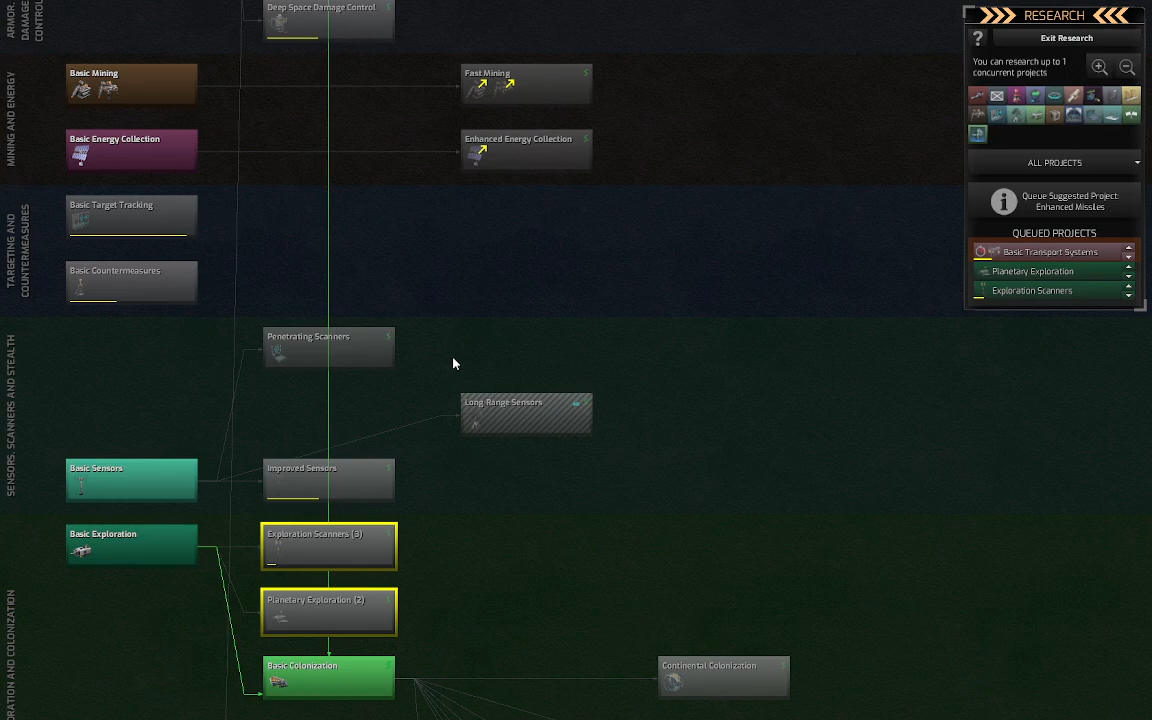 ARMOR,
DAMAGE
CONTROL
Deep Space Damage Control
$
MINING AND ENERGY
Basic Mining
Fast Mining
$
Basic Energy Collection
Enhanced Energy Collection
$
TARGETING AND
COUNTERMEASURES
Basic Target Tracking
Basic Countermeasures
SENSORS, SCANNERS AND STEALTH
Penetrating Scanners
$
Long Range Sensors
Basic Sensors
Improved Sensors
$
ORATION AND COLONIZATION
Basic Exploration
Exploration Scanners (3)
$
Planetary Exploration (2)
$
Basic Colonization
$
Continental Colonization
$
RESEARCH
?
Exit Research
You can research up to 1
concurrent projects
ALL PROJECTS
Queue Suggested Project:
Enhanced Missiles
QUEUED PROJECTS
Basic Transport Systems
Planetary Exploration
Exploration Scanners